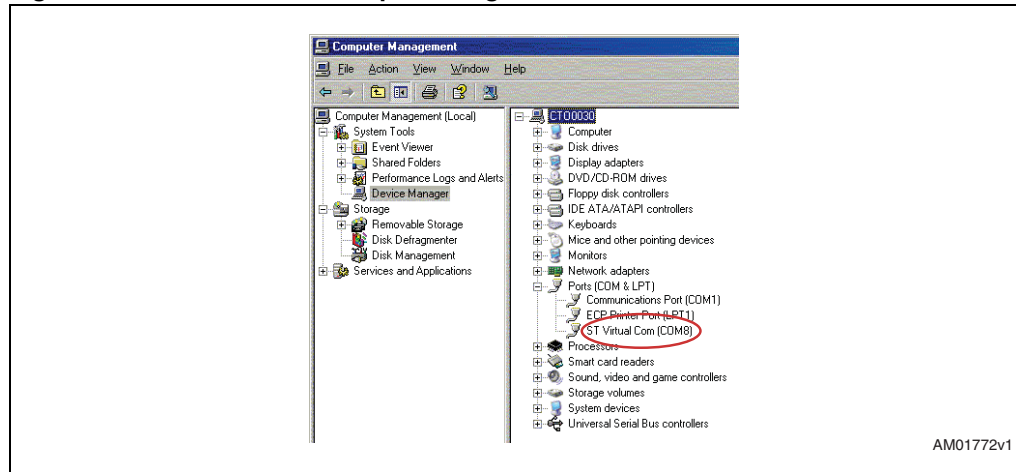 Computer Management
File Action View Window Help
Computer Management (Local)
System Tools
Event Viewer
Shared Folders
Performance Logs and Alerts
Device Manager
Storage
Removable Storage
Disk Defragmenter
Disk Management
Services and Applications
CTO0030
Computer
Disk drives
Display adapters
DVD/CD-ROM drives
Floppy disk controllers
IDE ATA/ATAPI controllers
Keyboards
Mice and other pointing devices
Monitors
Network adapters
Ports (COM & LPT)
Communications Port (COM1)
ECP Printer Port (LPT1)
ST Virtual Com (COM8)
Processors
Smart card readers
Sound, video and game controllers
Storage volumes
System devices
Universal Serial Bus controllers
AM01772v1